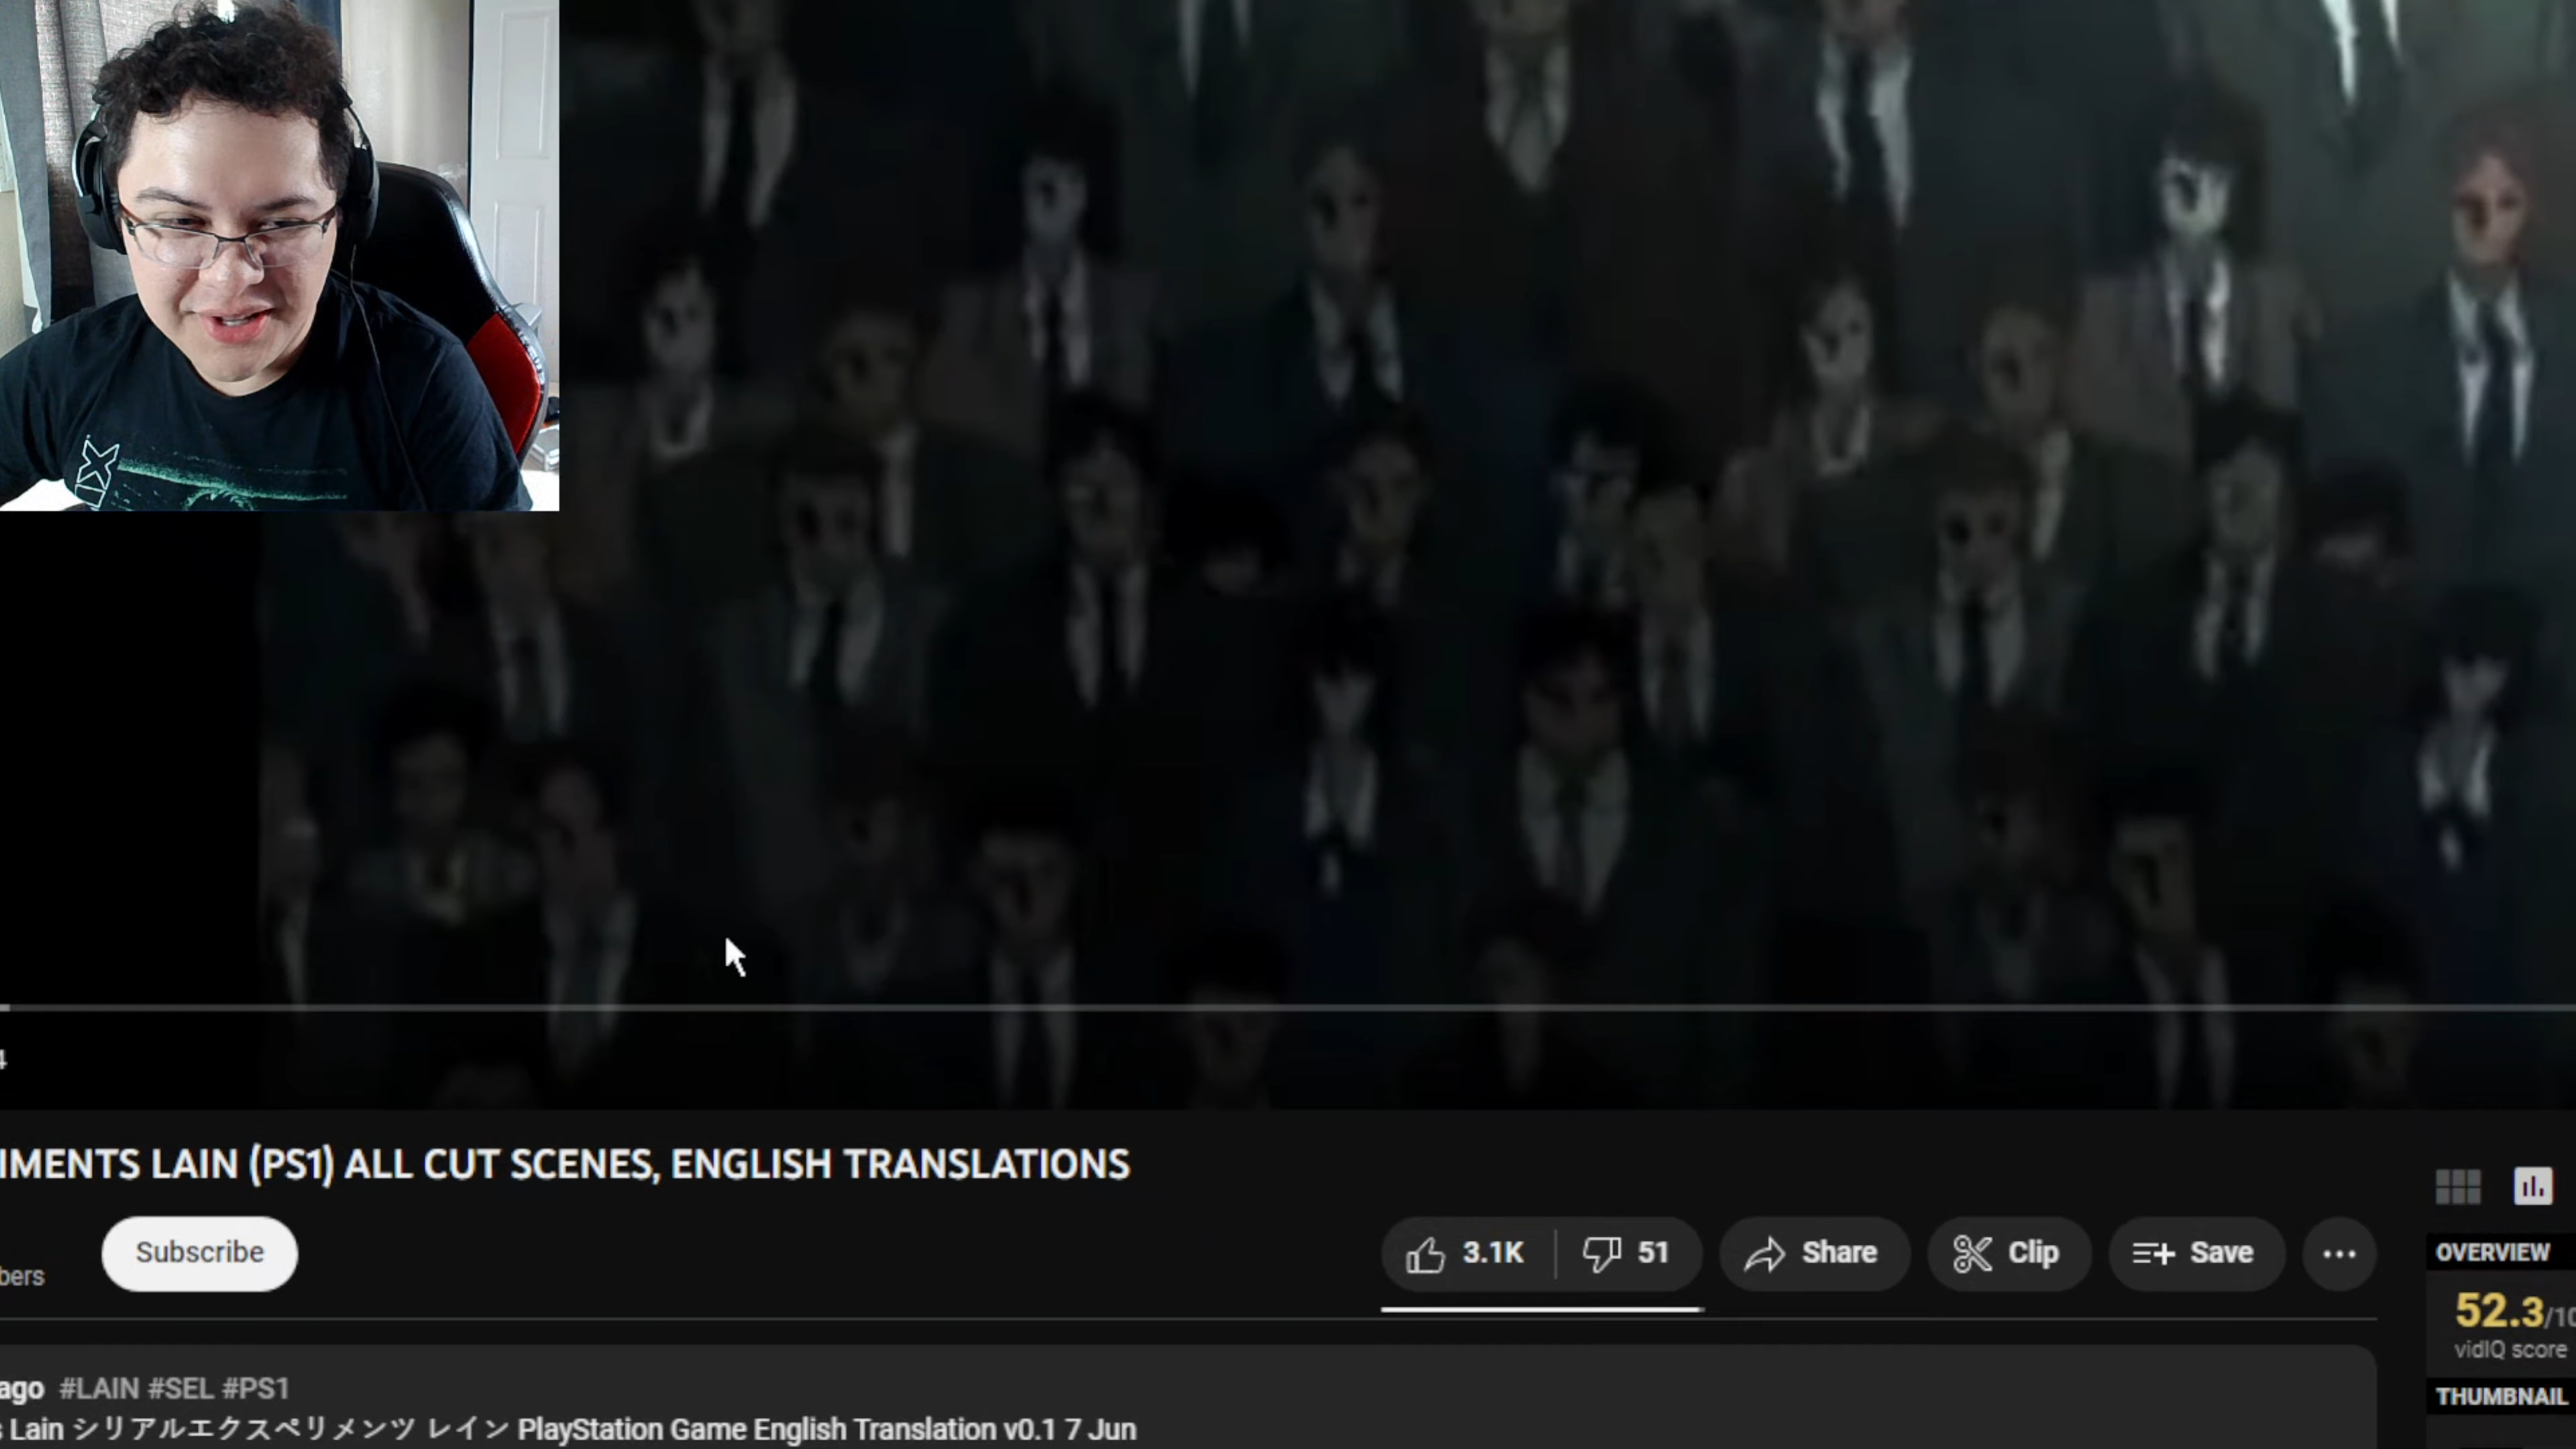 4
IMENTS LAIN (PS1) ALL CUT SCENES, ENGLISH TRANSLATIONS
Subscribe
bers
3.1K
51
Share
Clip
Save
OVERVIEW
52.3/10
vidIQ score
THUMBNAIL
ago #LAIN #SEL #PS1
s Lain シリアルエクスペリメンツ レイン PlayStation Game English Translation v0.1 7 Jun